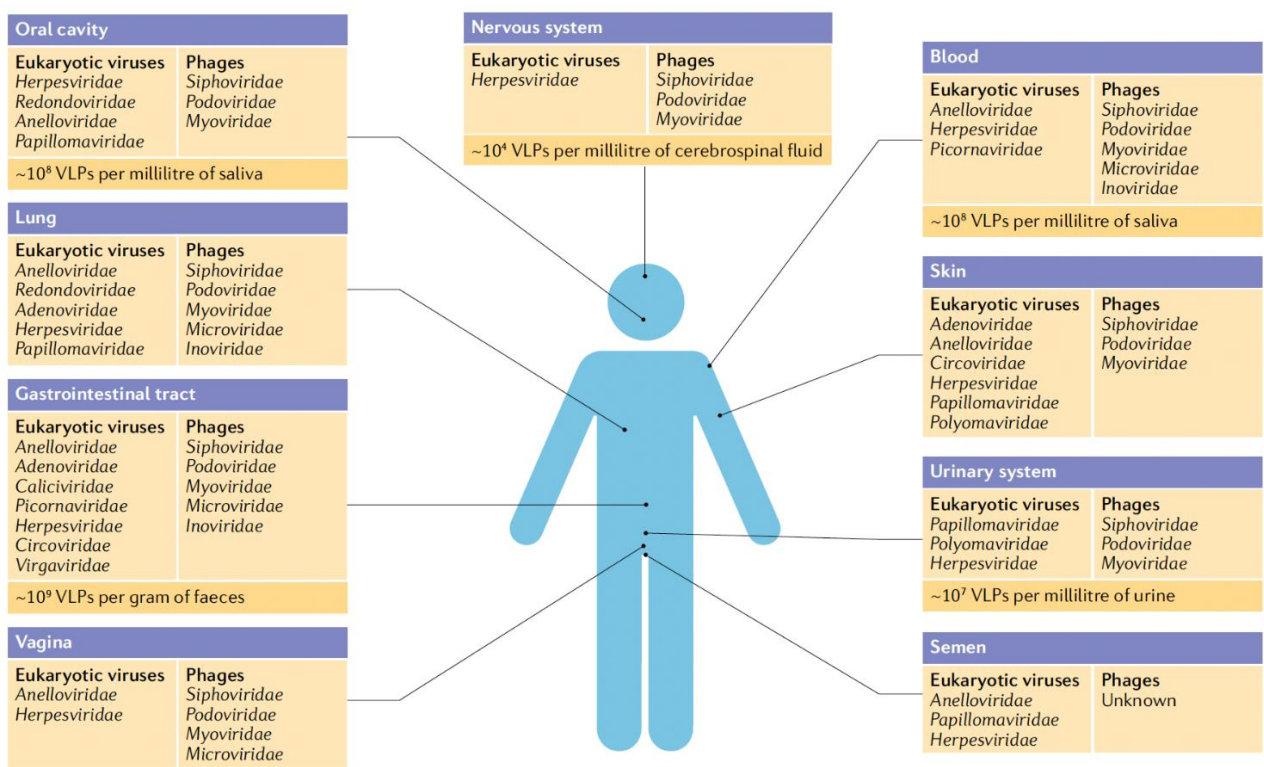 Oral cavity
Eukaryotic viruses
Herpesviridae
Redondoviridae
Anelloviridae
Papillomaviridae
Phages
Siphoviridae
Podoviridae
Myoviridae
~10⁸ VLPs per millilitre of saliva
Lung
Eukaryotic viruses
Anelloviridae
Redondoviridae
Adenoviridae
Herpesviridae
Papillomaviridae
Phages
Siphoviridae
Podoviridae
Myoviridae
Microviridae
Inoviridae
Gastrointestinal tract
Eukaryotic viruses
Anelloviridae
Adenoviridae
Caliciviridae
Picornaviridae
Herpesviridae
Circoviridae
Virgaviridae
Phages
Siphoviridae
Podoviridae
Myoviridae
Microviridae
Inoviridae
~10⁹ VLPs per gram of faeces
Vagina
Eukaryotic viruses
Anelloviridae
Herpesviridae
Phages
Siphoviridae
Podoviridae
Myoviridae
Microviridae
Nervous system
Eukaryotic viruses
Herpesviridae
Phages
Siphoviridae
Podoviridae
Myoviridae
~10⁴ VLPs per millilitre of cerebrospinal fluid
Blood
Eukaryotic viruses
Anelloviridae
Herpesviridae
Picornaviridae
Phages
Siphoviridae
Podoviridae
Myoviridae
Microviridae
Inoviridae
~10⁸ VLPs per millilitre of saliva
Skin
Eukaryotic viruses
Adenoviridae
Anelloviridae
Circoviridae
Herpesviridae
Papillomaviridae
Polyomaviridae
Phages
Siphoviridae
Podoviridae
Myoviridae
Urinary system
Eukaryotic viruses
Papillomaviridae
Polyomaviridae
Herpesviridae
Phages
Siphoviridae
Podoviridae
Myoviridae
~10⁷ VLPs per millilitre of urine
Semen
Eukaryotic viruses
Anelloviridae
Papillomaviridae
Herpesviridae
Phages
Unknown